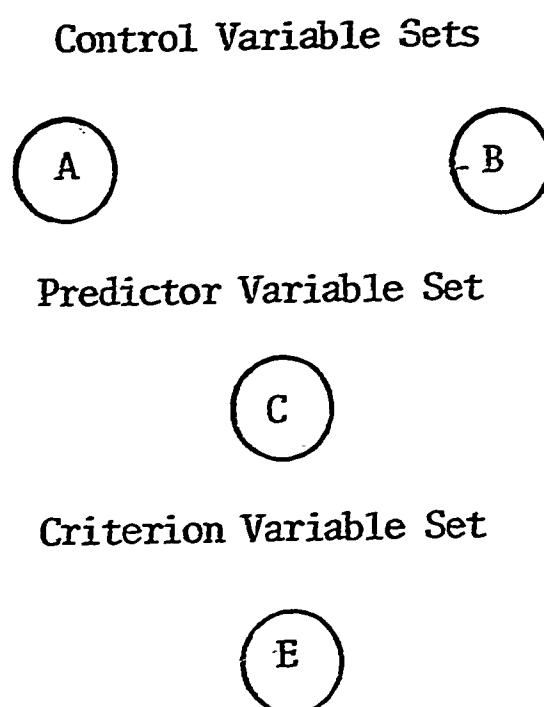 Control Variable Sets
A B
Predictor Variable Set
C
Criterion Variable Set
E